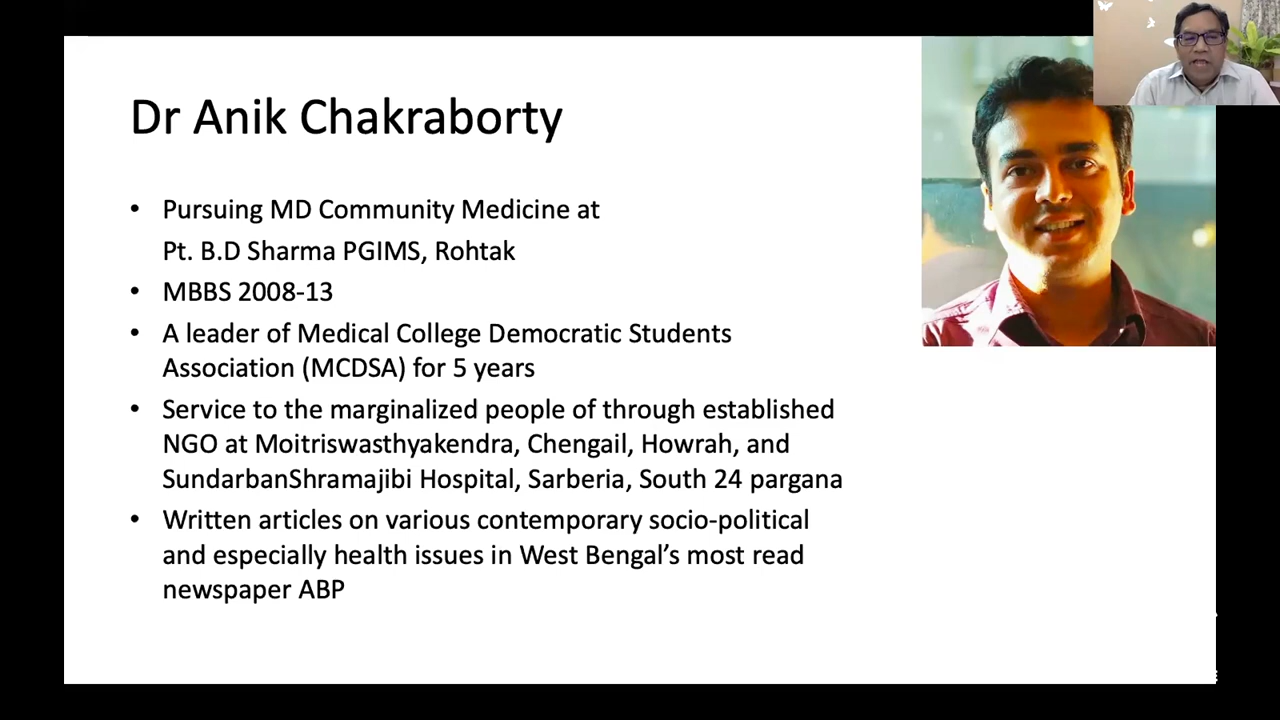 Dr Anik Chakraborty
• Pursuing MD Community Medicine at
Pt. B.D Sharma PGIMS, Rohtak
• MBBS 2008-13
• A leader of Medical College Democratic Students
Association (MCDSA) for 5 years
• Service to the marginalized people of through established
NGO at Moitriswasthyakendra, Chengail, Howrah, and
SundarbanShramajibi Hospital, Sarberia, South 24 pargana
• Written articles on various contemporary socio-political
and especially health issues in West Bengal’s most read
newspaper ABP